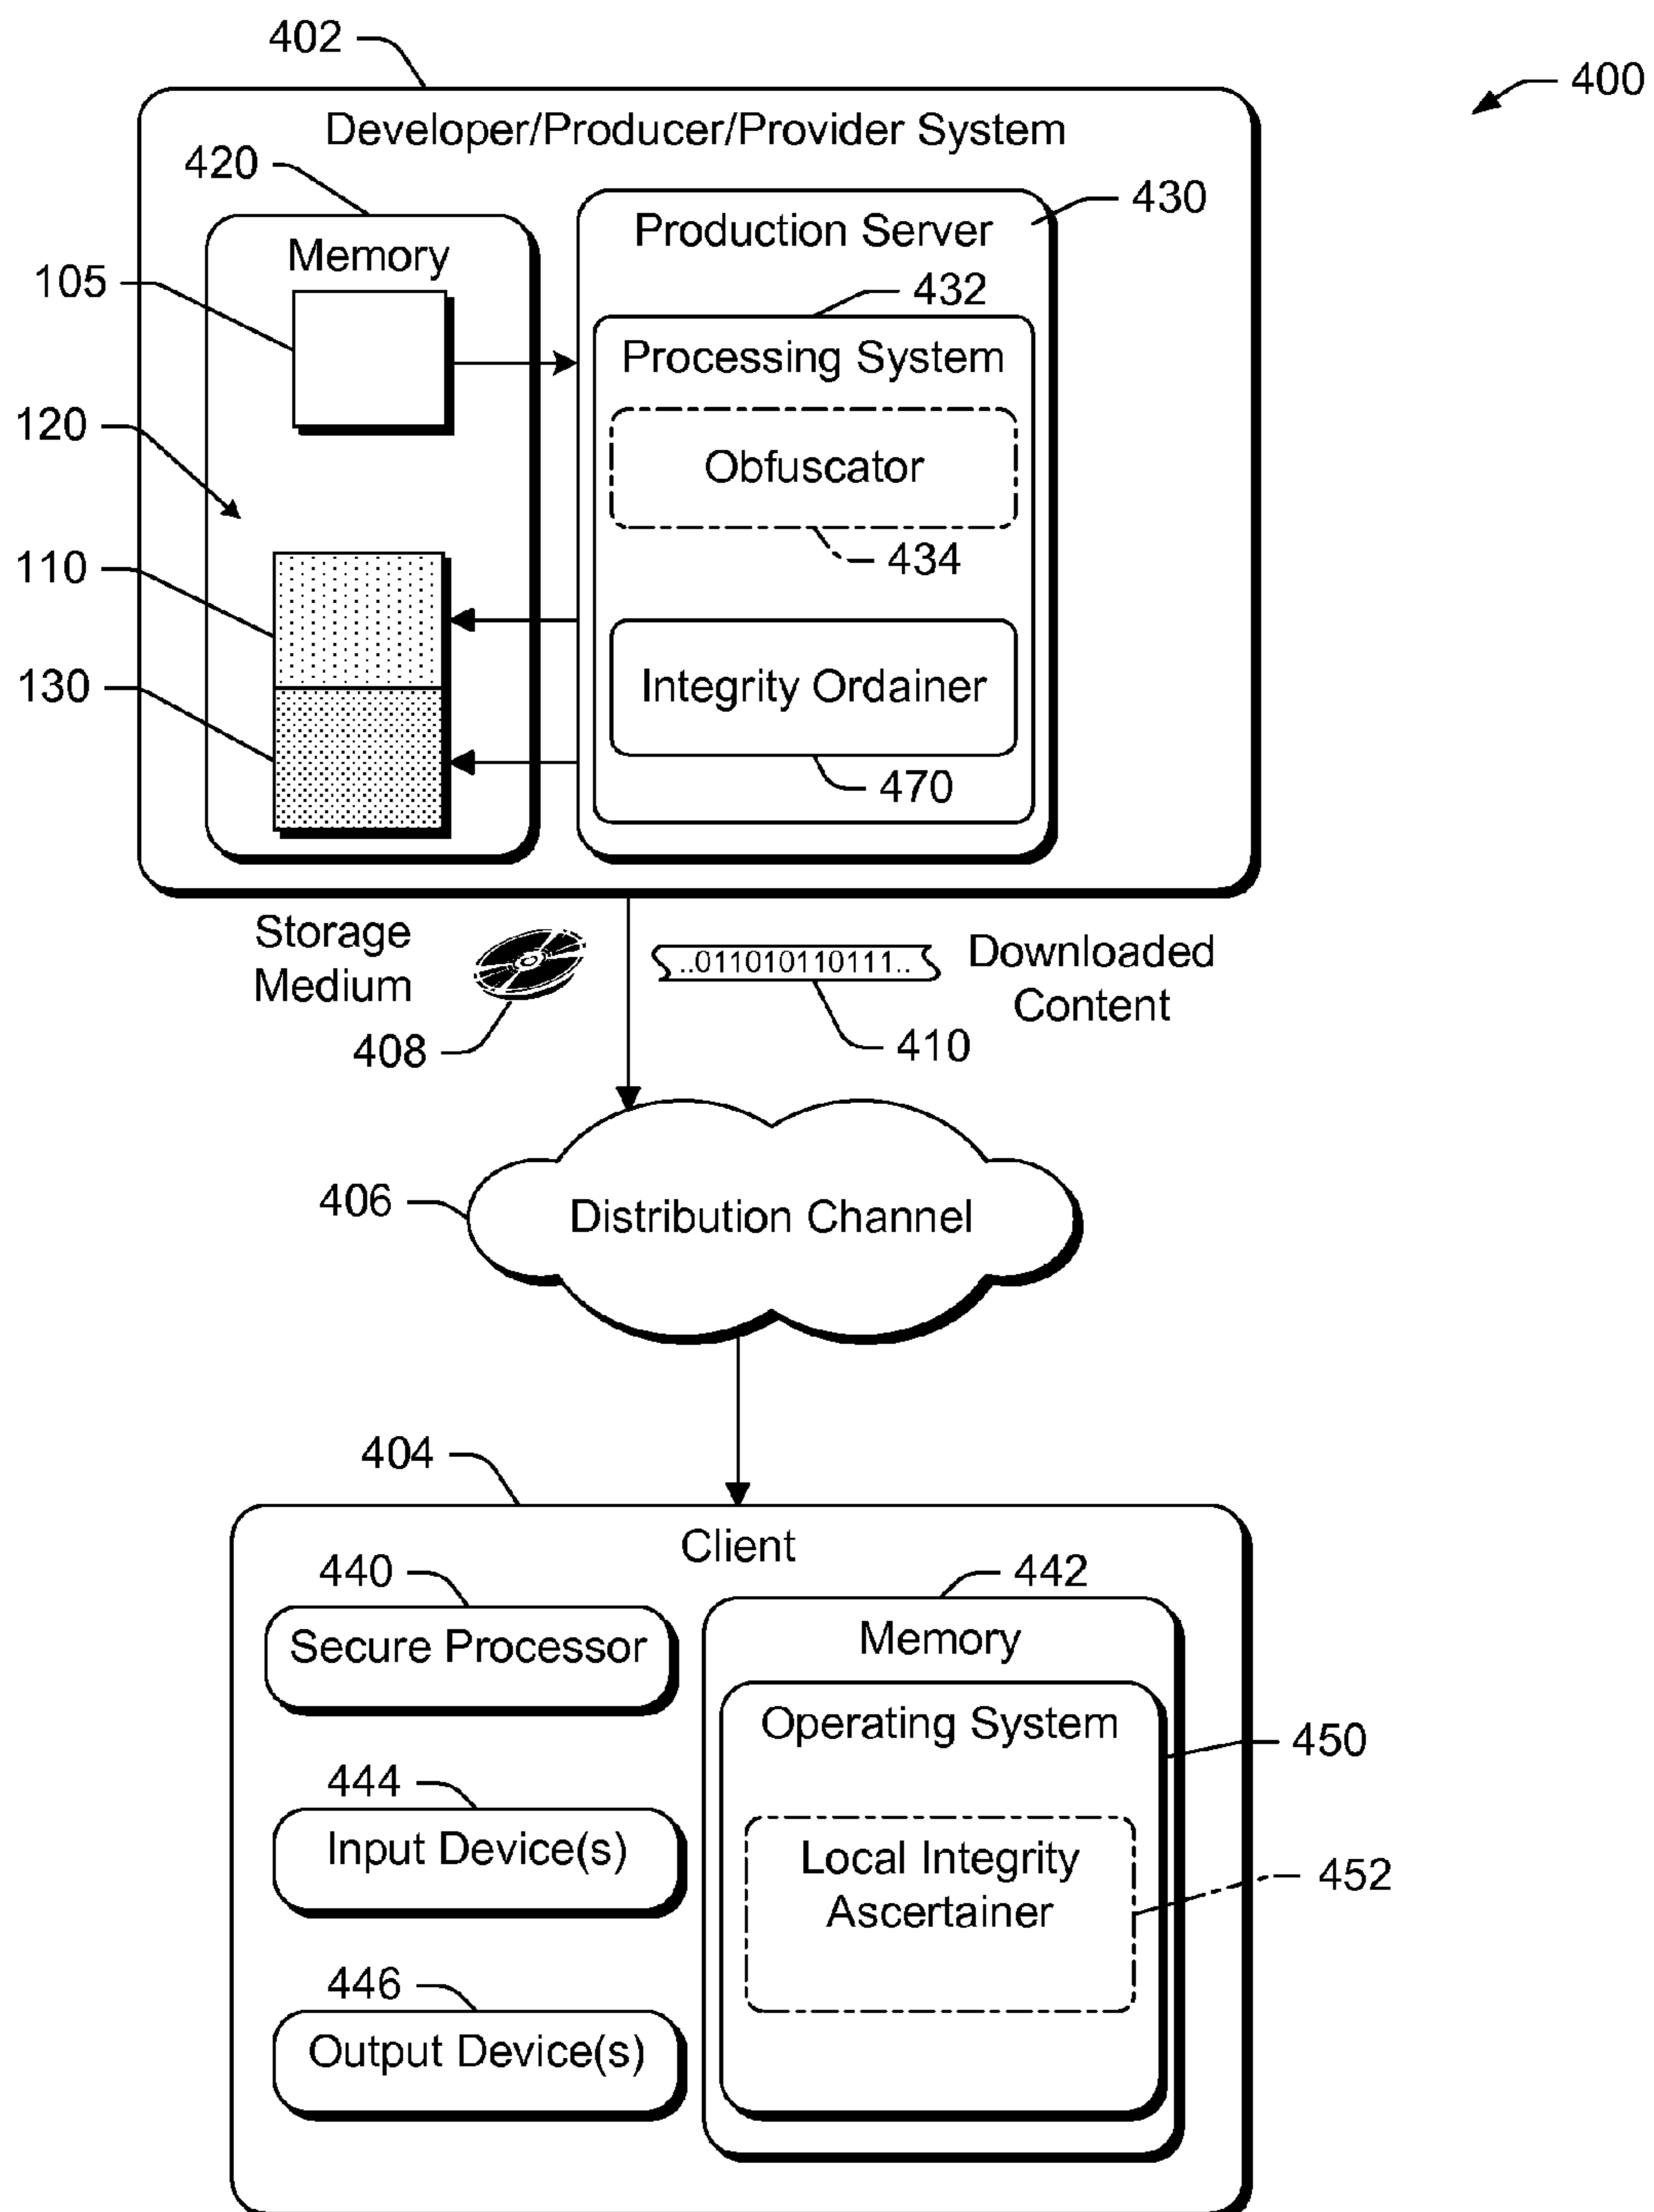 402
400
Developer/Producer/Provider System
420
430
Production Server
Memory
105
432
Processing System
120
Obfuscator
434
110
130
Integrity Ordainer
470
Storage
Medium
..011010110111..
Downloaded
Content
408
410
406
Distribution Channel
404
Client
440
442
Secure Processor
Memory
Operating System
450
444
Input Device(s)
Local Integrity
Ascertainer
452
446
Output Device(s)